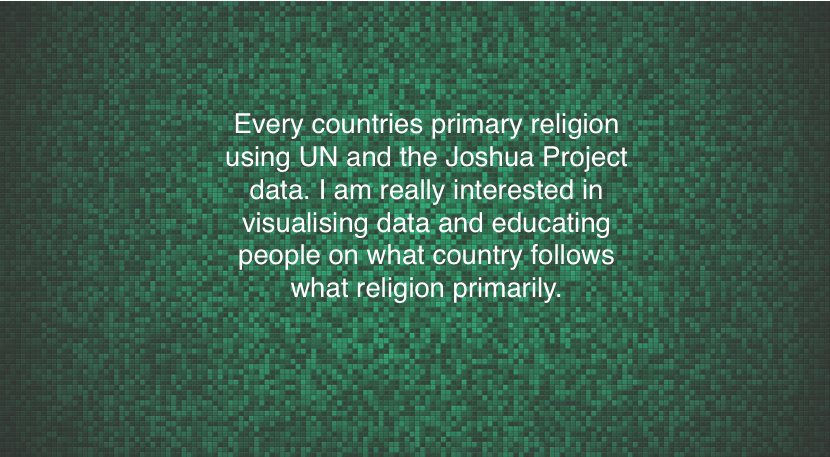 Every countries primary religion
using UN and the Joshua Project
data. I am really interested in
visualising data and educating
people on what country follows
what religion primarily.